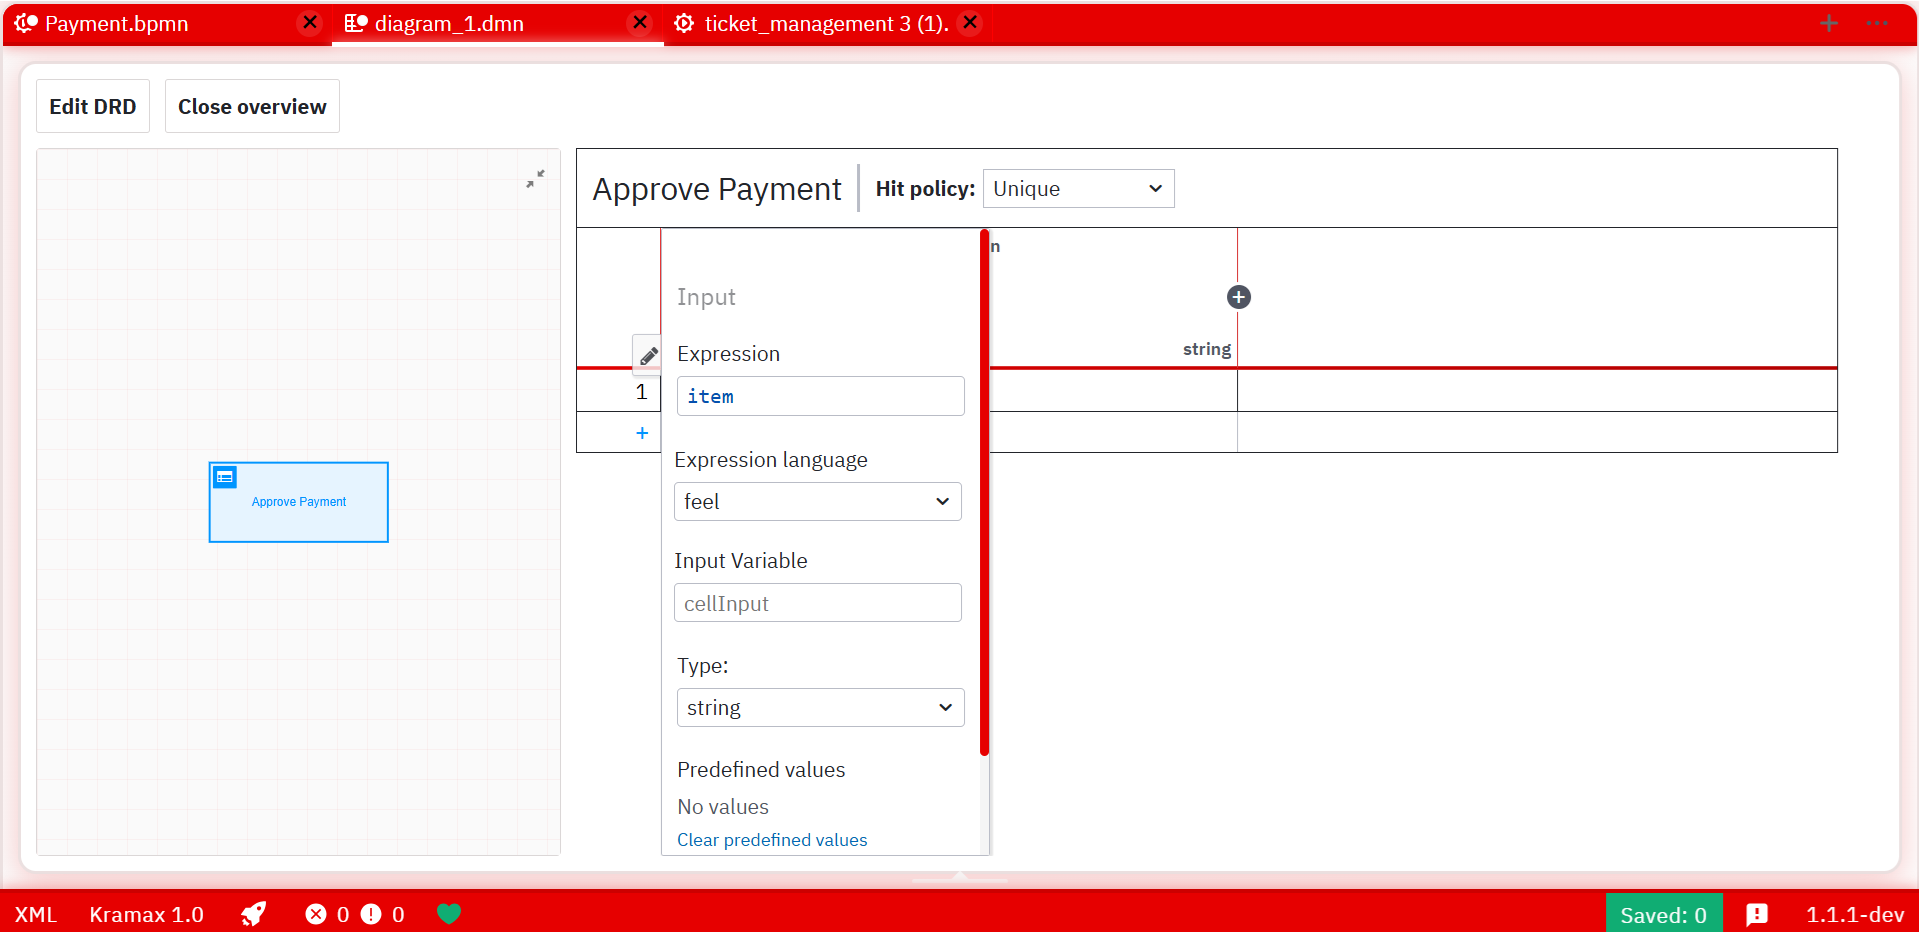 Payment.bpmn
diagram_1.dmn
ticket_management 3 (1).
Edit DRD
Close overview
Approve Payment
Approve Payment
Hit policy: Unique
n
Input
Expression
item
string
1
+
Expression language
feel
Input Variable
cellInput
Type:
string
Predefined values
No values
Clear predefined values
XML
Kramax 1.0
0
0
Saved: 0
1.1.1-dev